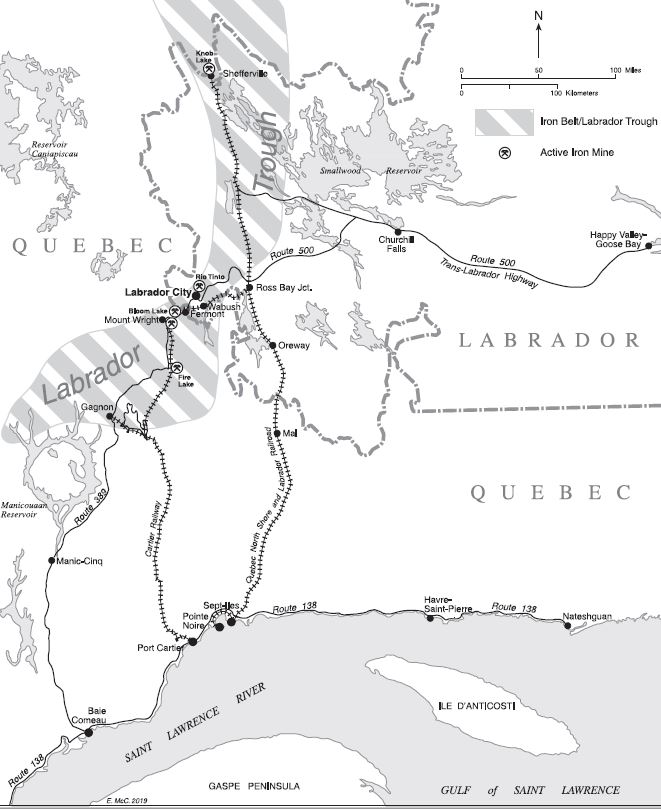 Knob
Lake
Shefferville
N
0 50 100 Miles
0 100 Kilometers
Iron Belt/Labrador Trough
Active Iron Mine
Reservoir
Caniapiscau
Trough
Smallwood Reservoir
QUEBEC
Churchill
Falls
Happy Valley-
Goose Bay
Route 500
Route 500
Trans-Labrador Highway
Rio Tinto
Labrador City
Ross Bay Jct.
Wabush
Bloom Lake
Fermont
Mount Wright
LABRADOR
Oreway
Labrador
Fire
Lake
Gagnon
Mai
QUEBEC
Manicouaan
Reservoir
Route 389
Cartier Railway
Quebec North Shore and Labrador Railroad
Manic-Cinq
Sept-Iles
Route 138
Havre-
Saint-Pierre
Route 138
Nateshguan
Pointe
Noire
Port Cartier
Baie
Comeau
SAINT LAWRENCE RIVER
ILE D'ANTICOSTI
Route 138
GASPE PENINSULA
GULF of SAINT LAWRENCE
E. McC. 2019